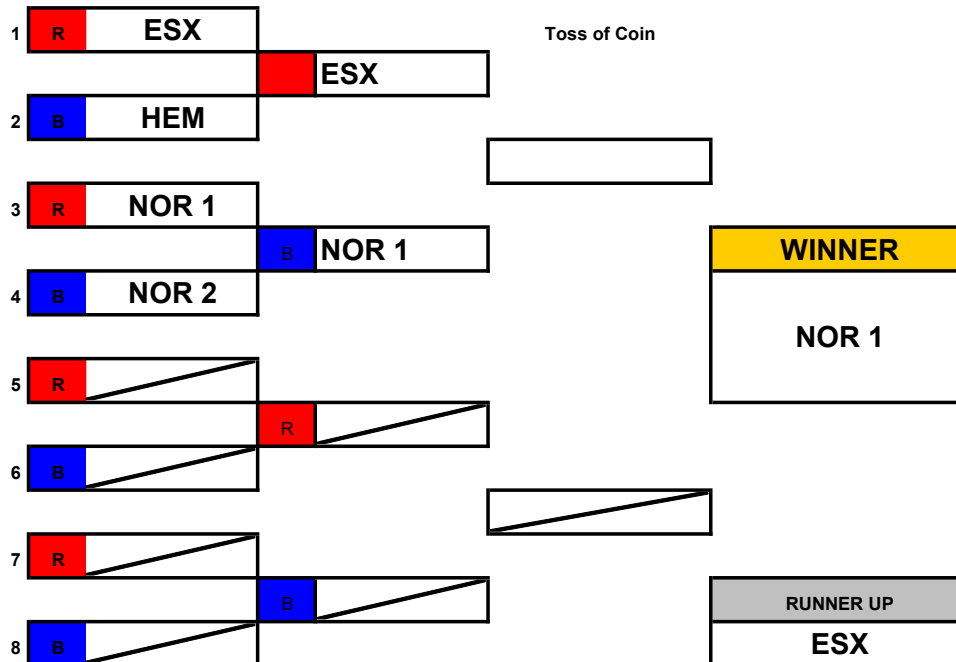 1 R ESX Toss of Coin
ESX
2 B HEM
3 R NOR 1
B NOR 1 WINNER
4 B NOR 2
NOR 1
5 R
R
6 B
7 R
B RUNNER UP
8 B ESX